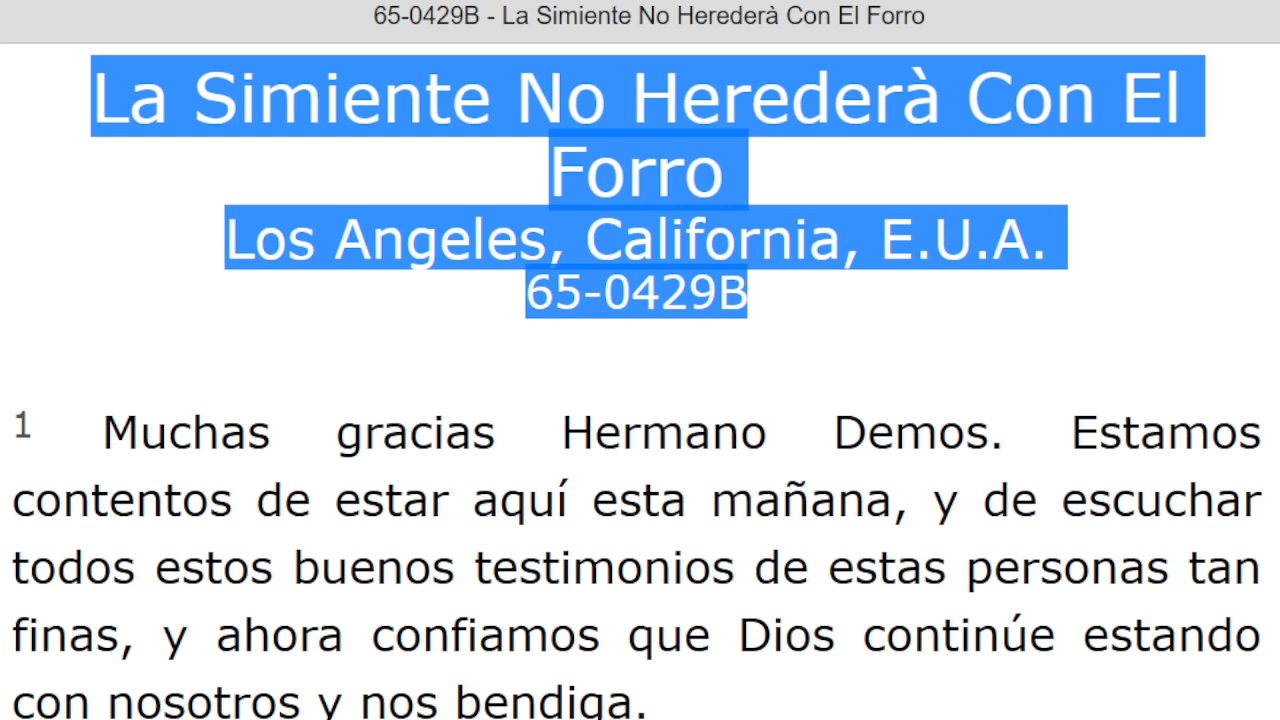 65-0429B - La Simiente No Herederà Con El Forro
La Simiente No Herederà Con El
Forro
Los Angeles, California, E.U.A.
65-0429B
1 Muchas gracias Hermano Demos. Estamos
contentos de estar aquí esta mañana, y de escuchar
todos estos buenos testimonios de estas personas tan
finas, y ahora confiamos que Dios continúe estando
con nosotros y nos bendiga.